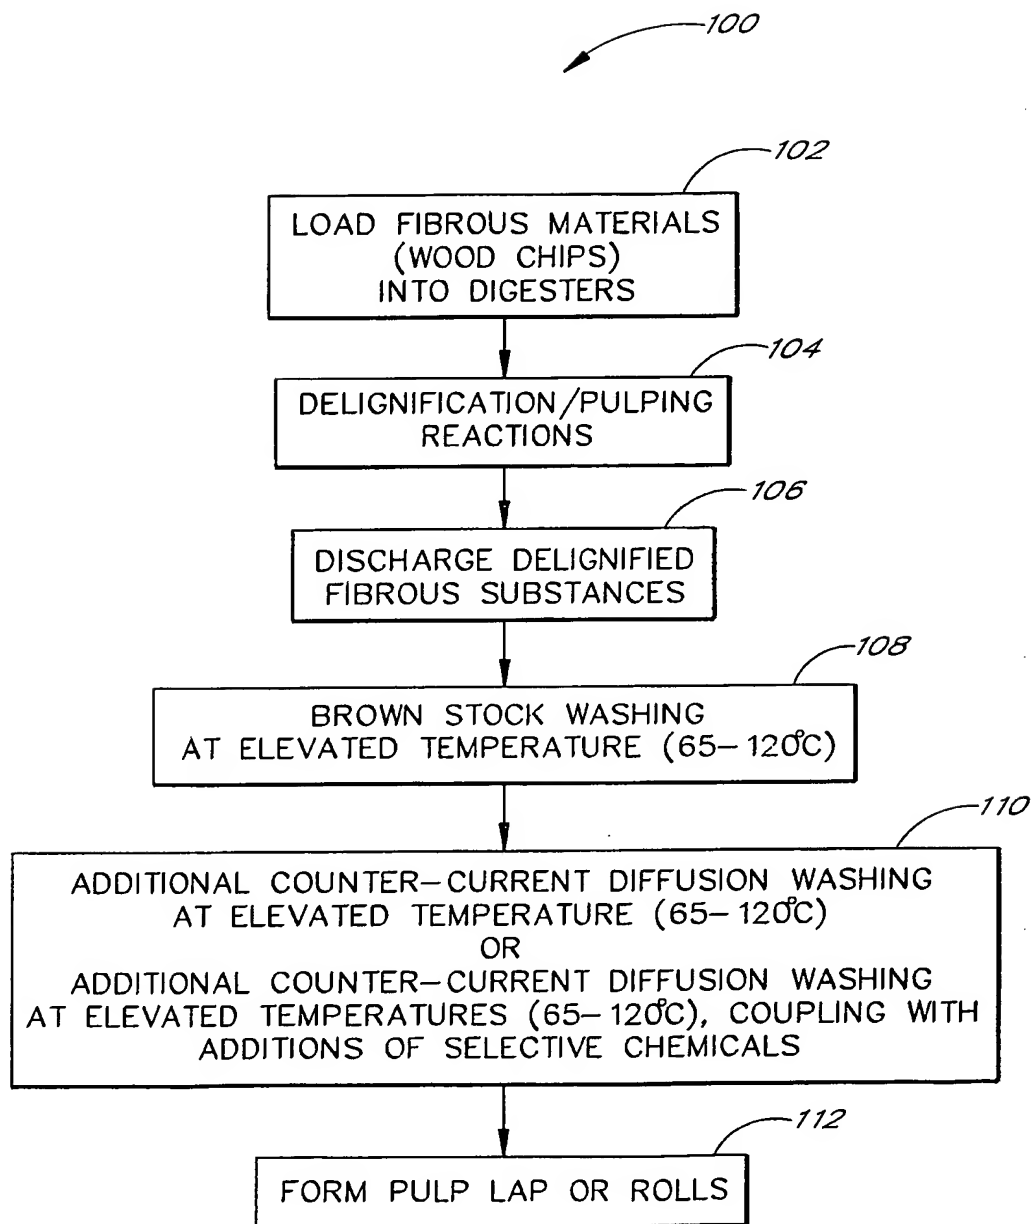 100
102
LOAD FIBROUS MATERIALS
(WOOD CHIPS)
INTO DIGESTERS
104
DELIGNIFICATION/PULPING
REACTIONS
106
DISCHARGE DELIGNIFIED
FIBROUS SUBSTANCES
108
BROWN STOCK WASHING
AT ELEVATED TEMPERATURE (65-120°C)
110
ADDITIONAL COUNTER-CURRENT DIFFUSION WASHING
AT ELEVATED TEMPERATURE (65-120°C)
OR
ADDITIONAL COUNTER-CURRENT DIFFUSION WASHING
AT ELEVATED TEMPERATURES (65-120°C), COUPLING WITH
ADDITIONS OF SELECTIVE CHEMICALS
112
FORM PULP LAP OR ROLLS